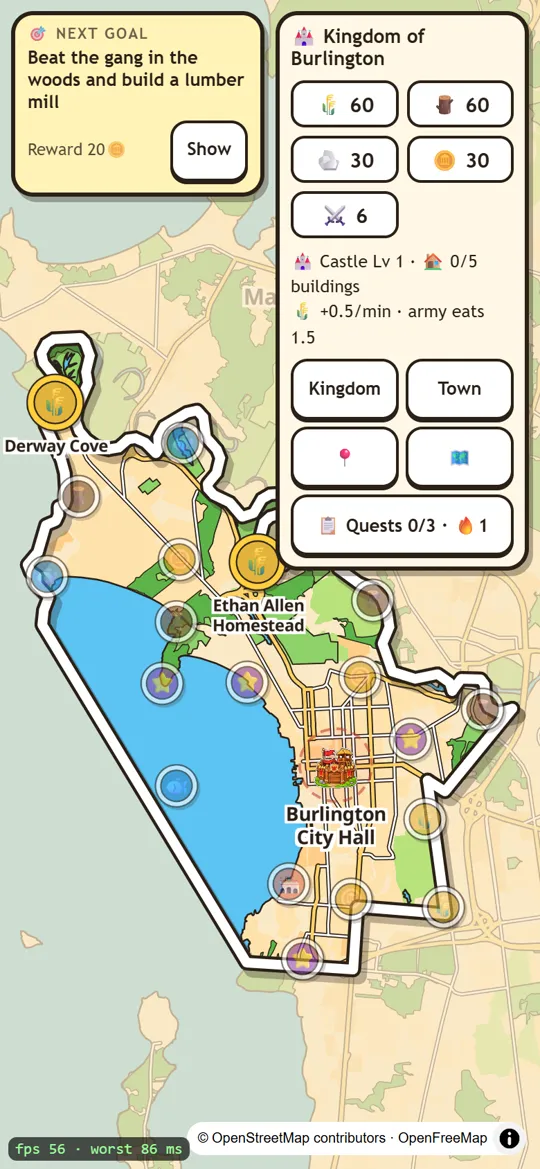 NEXT GOAL
Beat the gang in the
woods and build a lumber
mill
Reward 20
Show
Kingdom of
Burlington
60
60
30
30
6
Castle Lv 1 · 0/5
buildings
+0.5/min · army eats
1.5
Kingdom
Town
Quests 0/3 · 1
Ma
Derway Cove
Ethan Allen
Homestead
Burlington
City Hall
fps 56 · worst 86 ms
© OpenStreetMap contributors · OpenFreeMap